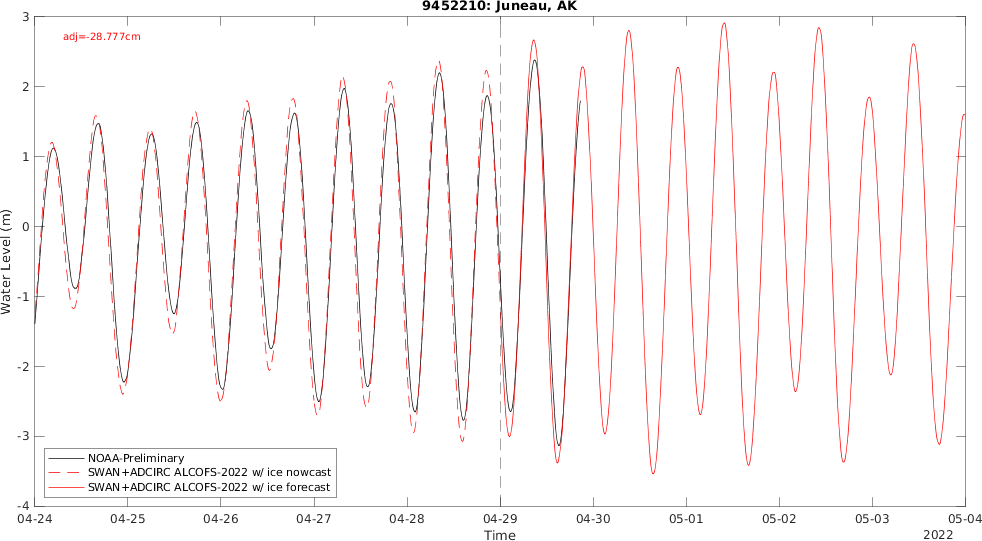 9452210: Juneau, AK
adj=-28.777cm
Water Level (m)
3
2
1
0
-1
-2
-3
-4
NOAA-Preliminary
SWAN+ADCIRC ALCOFS-2022 w/ ice nowcast
SWAN+ADCIRC ALCOFS-2022 w/ ice forecast
04-24 04-25 04-26 04-27 04-28 04-29 04-30 05-01 05-02 05-03 05-04
Time
2022